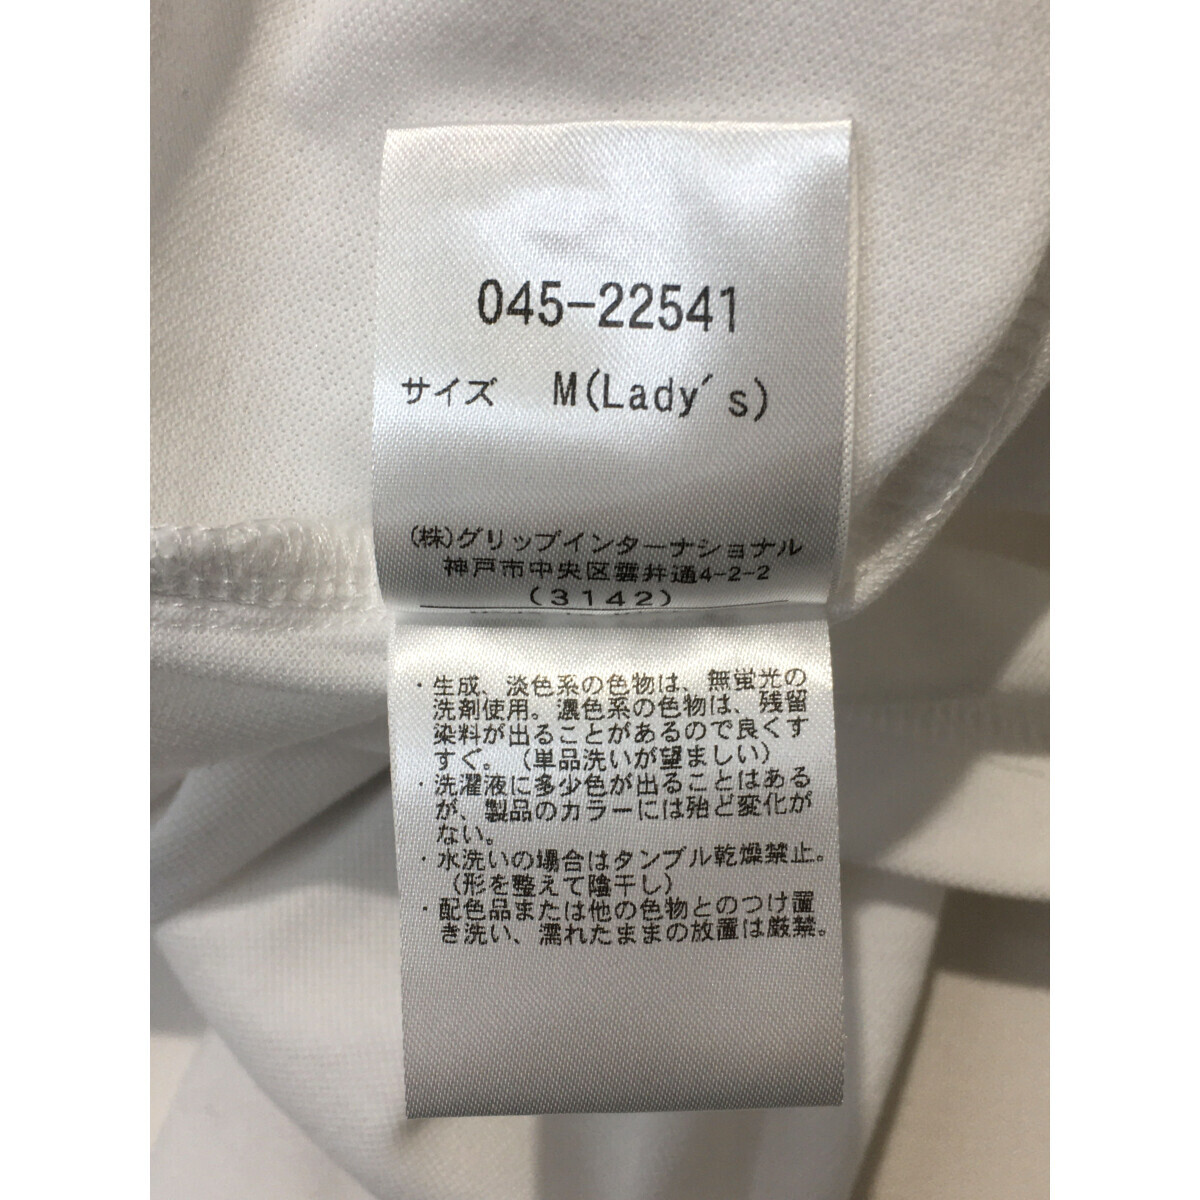 045-22541
サイズ M(Lady's)
(株)グリップインターナショナル
神戸市中央区雲井通4-2-2
(3142)
・生成、淡色系の色物は、無蛍光の
洗剤使用。濃色系の色物は、残留
染料が出ることがあるので良くす
すぐ。(単品洗いが望ましい)
・洗濯液に多少色が出ることはある
が、製品のカラーには殆ど変化が
ない。
・水洗いの場合はタンブル乾燥禁止。
(形を整えて陰干し)
・配色品または他の色物とのつけ置
き洗い、濡れたままの放置は厳禁。